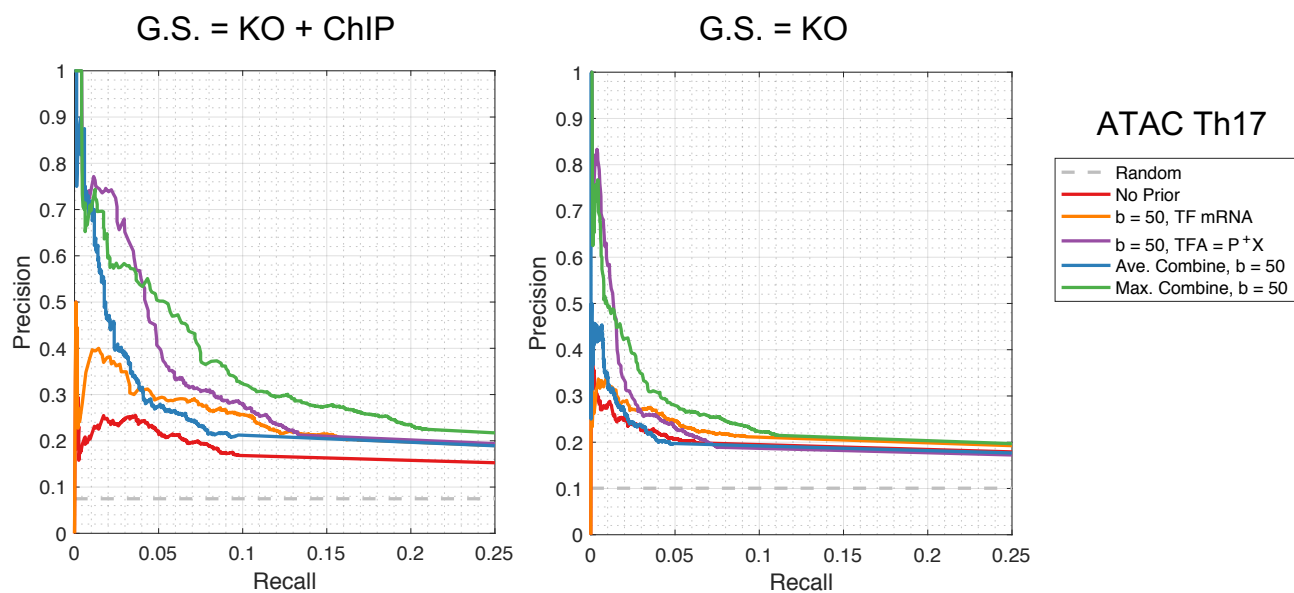 G.S. = KO + ChIP
1
0.9
0.8
0.7
0.6
0.5
0.4
0.3
0.2
0.1
0
Precision
0
0.05
0.1
0.15
0.2
0.25
Recall
G.S. = KO
1
0.9
0.8
0.7
0.6
0.5
0.4
0.3
0.2
0.1
0
Precision
0
0.05
0.1
0.15
0.2
0.25
Recall
ATAC Th17
Random
No Prior
b = 50, TF mRNA
b = 50, TFA = P⁺X
Ave. Combine, b = 50
Max. Combine, b = 50